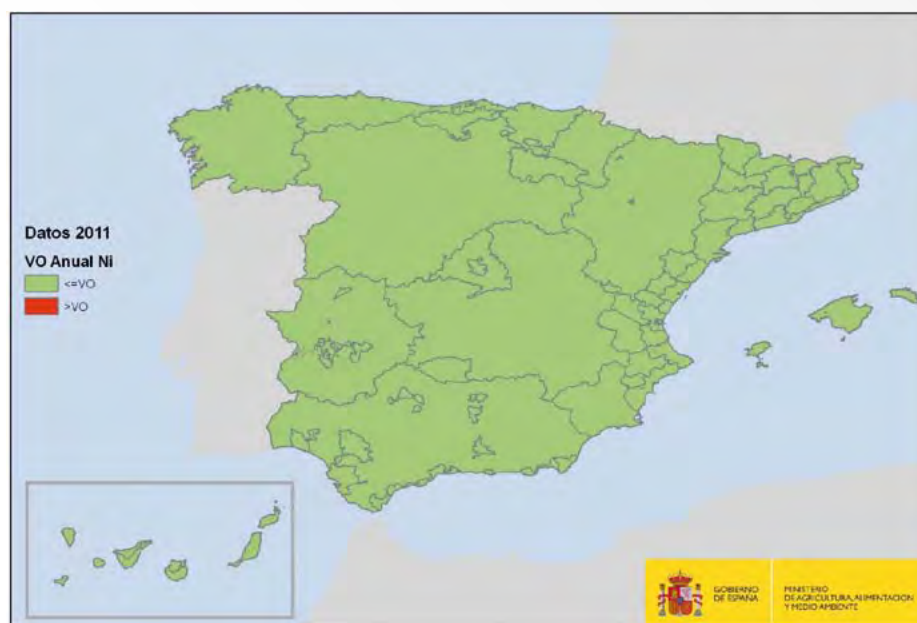 Datos 2011
VO Anual Ni
<=VO
>VO
GOBIERNO
DE ESPAÑA
MINISTERIO
DE AGRICULTURA, ALIMENTACIÓN
Y MEDIO AMBIENTE